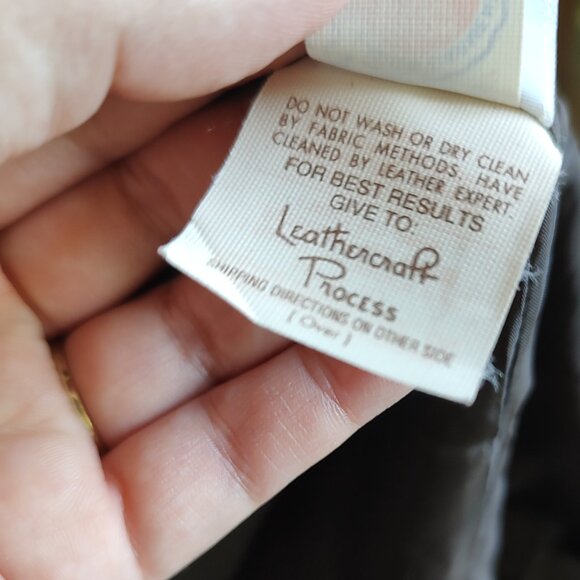 DO NOT WASH OR DRY CLEAN
BY FABRIC METHODS. HAVE
CLEANED BY LEATHER EXPERT.
FOR BEST RESULTS
GIVE TO:
Leathercraft
Process
SHIPPING DIRECTIONS ON OTHER SIDE
(Over)